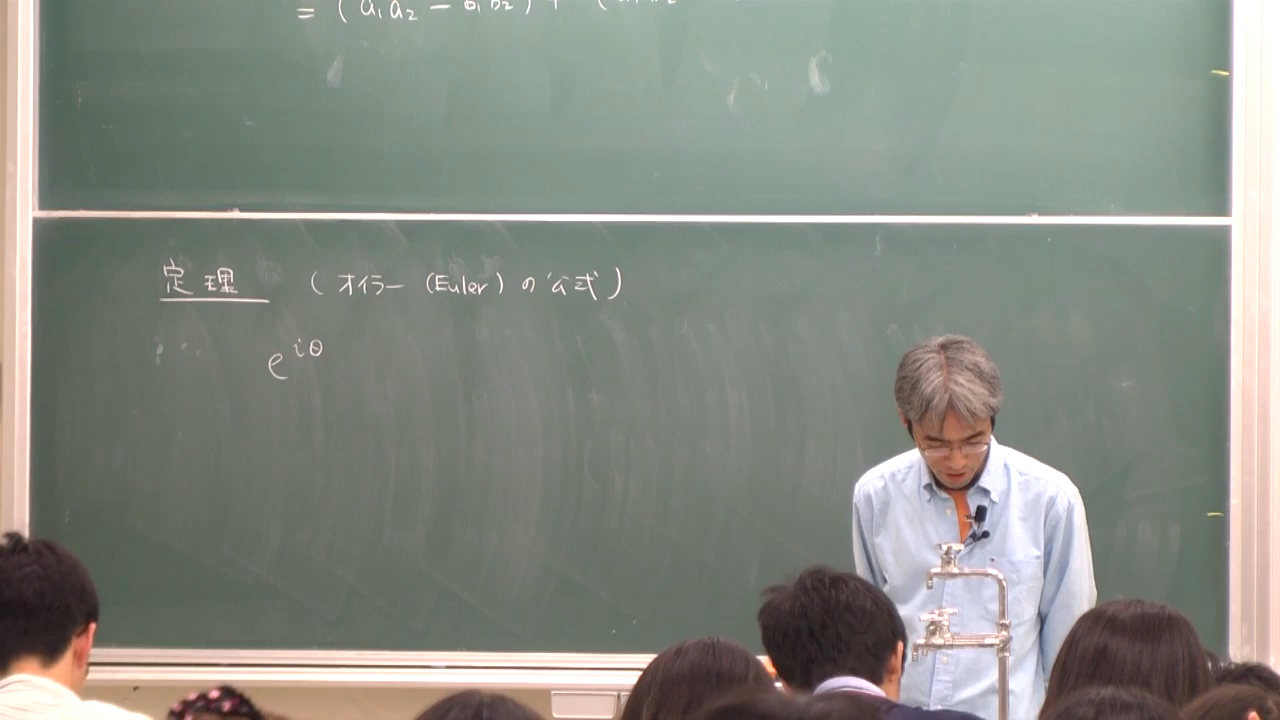 = (a₁a₂ - b₁b₂) + (
定理 (オイラー (Euler) の公式)
e^{iθ}